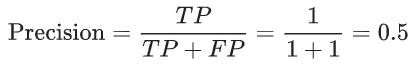 Precision = TP / (TP + FP) = 1 / (1 + 1) = 0.5